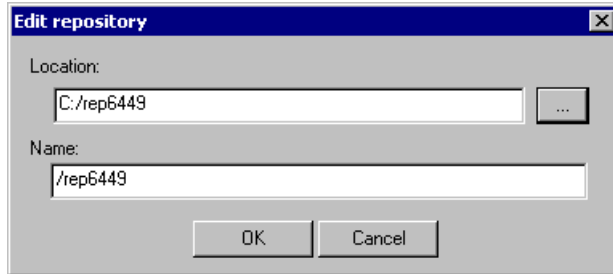 Edit repository
Location:
C:/rep6449
...
Name:
/rep6449
OK Cancel